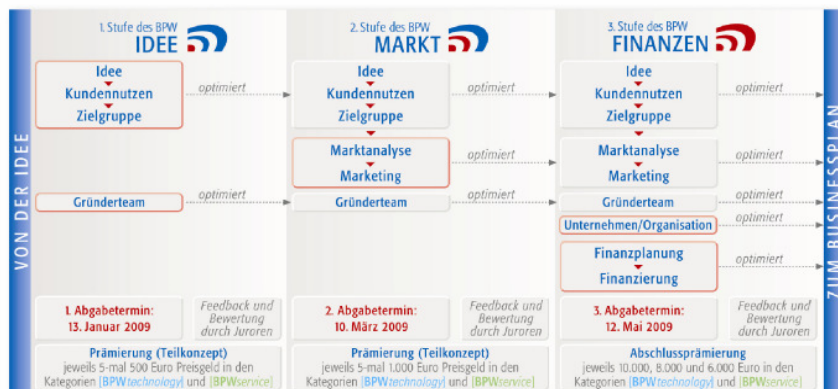 VON DER IDEE
1. Stufe des BPW
IDEE
Idee
Kundennutzen
Zielgruppe
optimiert
Gründerteam
optimiert
1. Abgabetermin:
13. Januar 2009
Feedback und
Bewertung
durch Juroren
Prämierung (Teilkonzept)
jeweils 5-mal 500 Euro Preisgeld in den
Kategorien [BPWtechnology] und [BPWservice]
2. Stufe des BPW
MARKT
Idee
Kundennutzen
Zielgruppe
optimiert
Marktanalyse
Marketing
optimiert
Gründerteam
optimiert
2. Abgabetermin:
10. März 2009
Feedback und
Bewertung
durch Juroren
Prämierung (Teilkonzept)
jeweils 5-mal 1.000 Euro Preisgeld in den
Kategorien [BPWtechnology] und [BPWservice]
3. Stufe des BPW
FINANZEN
Idee
Kundennutzen
Zielgruppe
optimiert
Marktanalyse
Marketing
optimiert
Gründerteam
optimiert
Unternehmen/Organisation
optimiert
Finanzplanung
Finanzierung
optimiert
3. Abgabetermin:
12. Mai 2009
Feedback und
Bewertung
durch Juroren
Abschlussprämierung
jeweils 10.000, 8.000 und 6.000 Euro in den
Kategorien [BPWtechnology] und [BPWservice]
ZUM BUSINESSPLAN